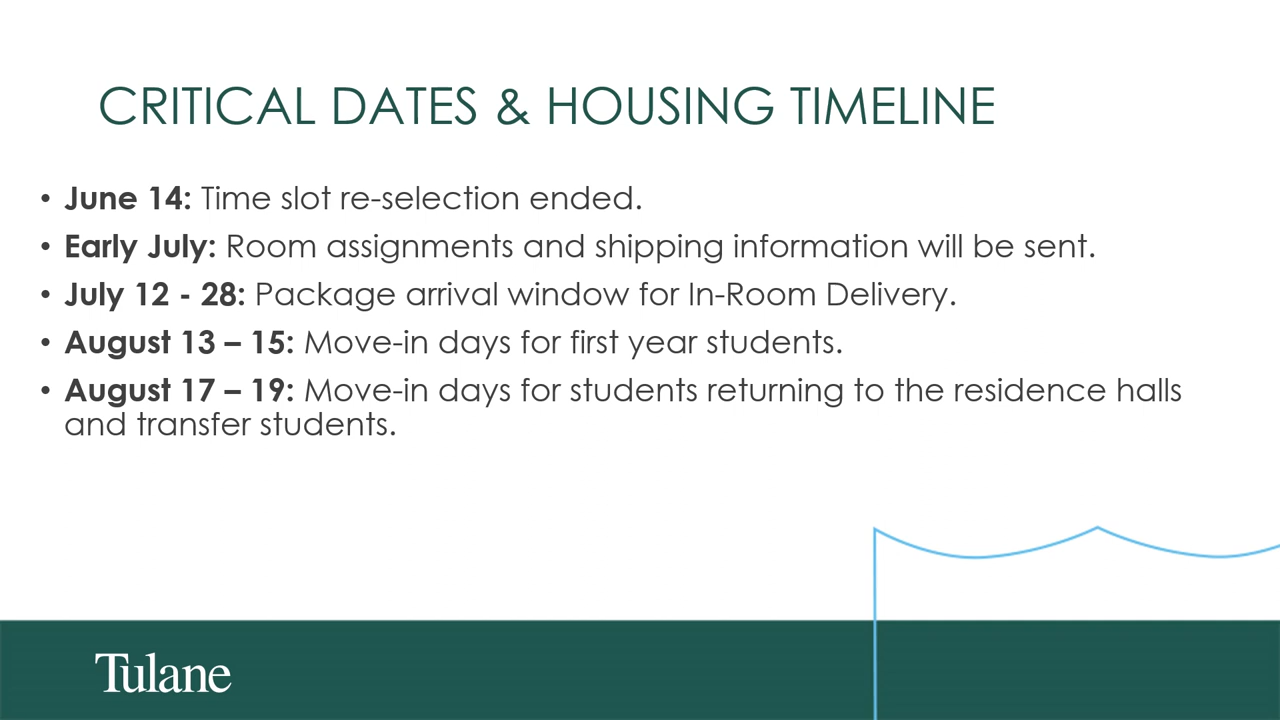 CRITICAL DATES & HOUSING TIMELINE
• June 14: Time slot re-selection ended.
• Early July: Room assignments and shipping information will be sent.
• July 12 - 28: Package arrival window for In-Room Delivery.
• August 13 – 15: Move-in days for first year students.
• August 17 – 19: Move-in days for students returning to the residence halls
and transfer students.
Tulane